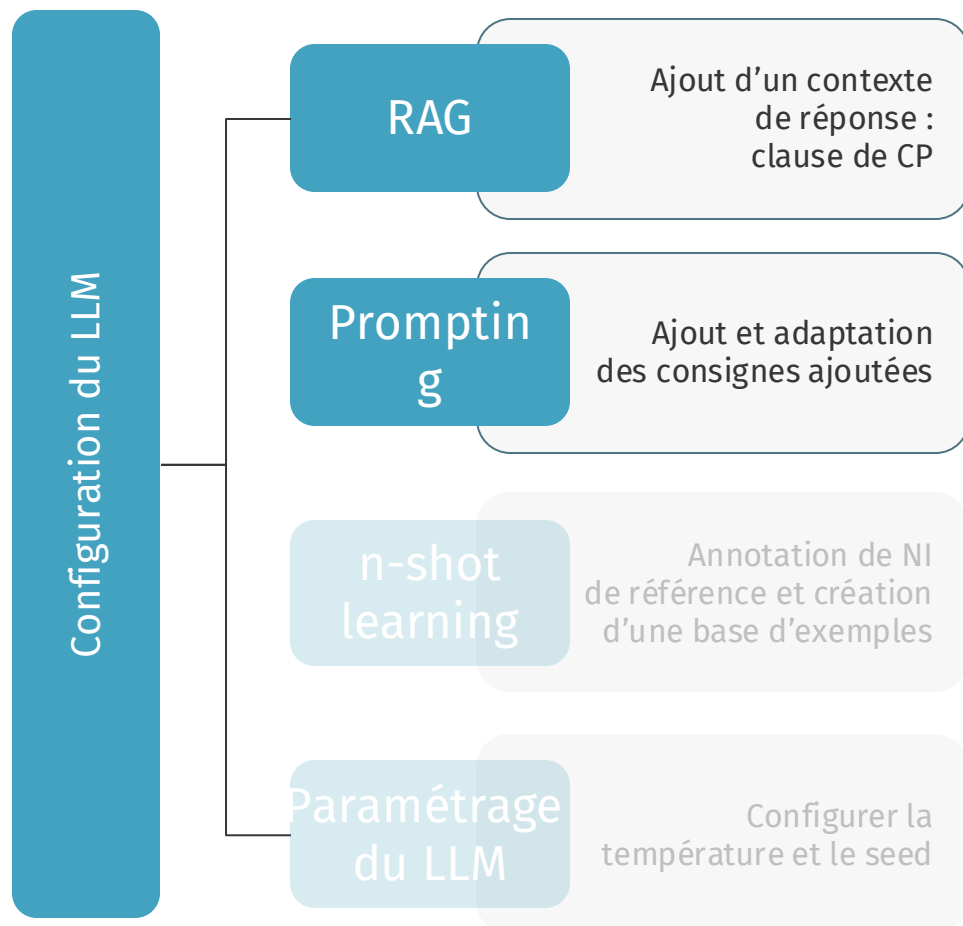 Configuration du LLM
RAG
Ajout d’un contexte
de réponse :
clause de CP
Promptin
g
Ajout et adaptation
des consignes ajoutées
n-shot
learning
Annotation de NI
de référence et création
d’une base d’exemples
Paramétrage
du LLM
Configurer la
température et le seed